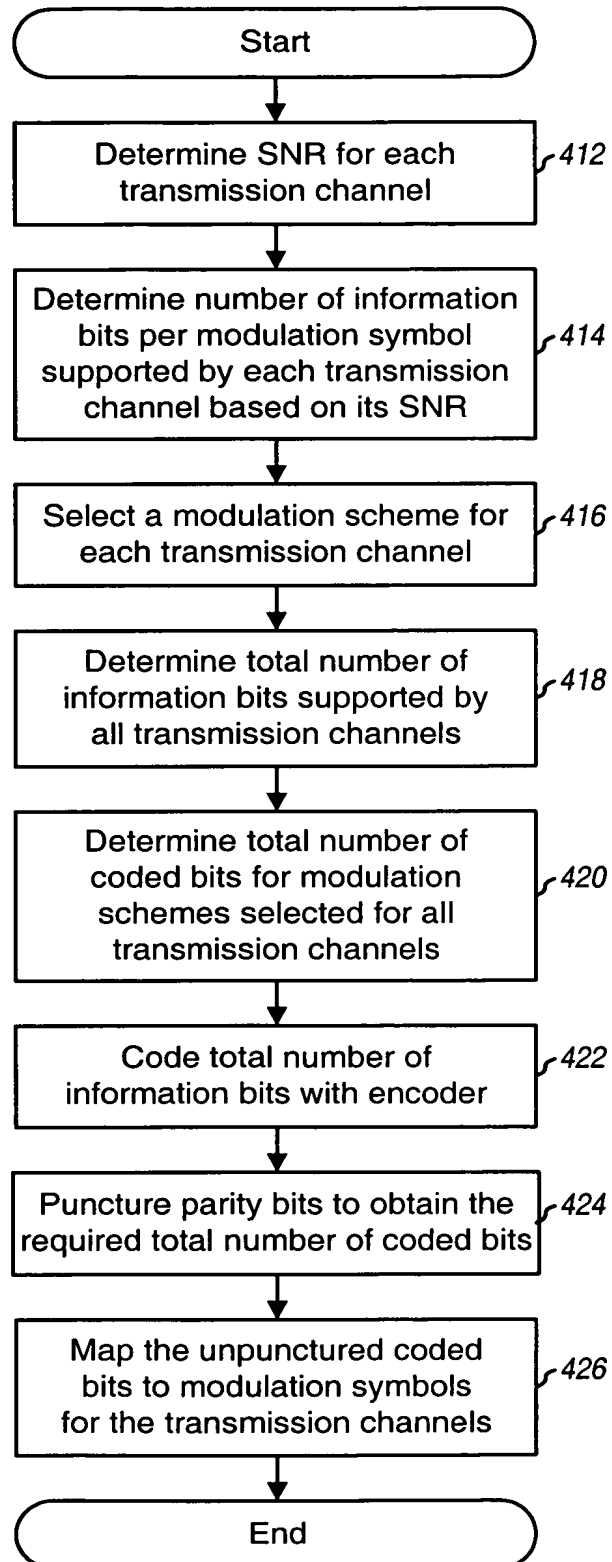 Start
Determine SNR for each
transmission channel
412
Determine number of information
bits per modulation symbol
supported by each transmission
channel based on its SNR
414
Select a modulation scheme for
each transmission channel
416
Determine total number of
information bits supported by
all transmission channels
418
Determine total number of
coded bits for modulation
schemes selected for all
transmission channels
420
Code total number of
information bits with encoder
422
Puncture parity bits to obtain the
required total number of coded bits
424
Map the unpunctured coded
bits to modulation symbols
for the transmission channels
426
End